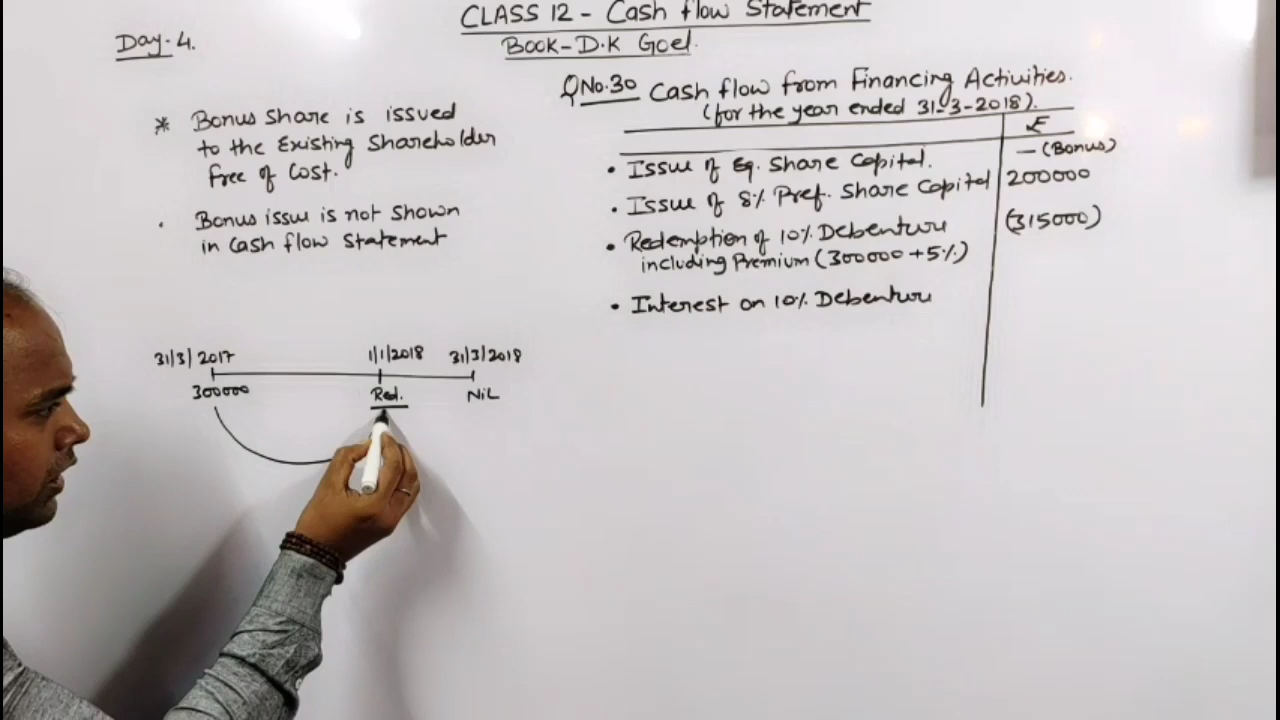 CLASS 12 - Cash flow Statement
Day-4.
BOOK-D.K Goel.
QNo.30 Cash flow from Financing Activities.
(for the year ended 31-3-2018).
₹
* Bonus share is issued
to the Existing Shareholder
free of Cost.
. Bonus issue is not shown
in Cash flow Statement
• Issue of Eq. Share Capital. — (Bonus)
• Issue of 8% Pref. Share Capital 200000
• Redemption of 10% Debenture (315000)
including Premium (300000 + 5%)
• Interest on 10% Debenture
31/3/2017 1/1/2018 31/3/2018
300000 Red. NiL